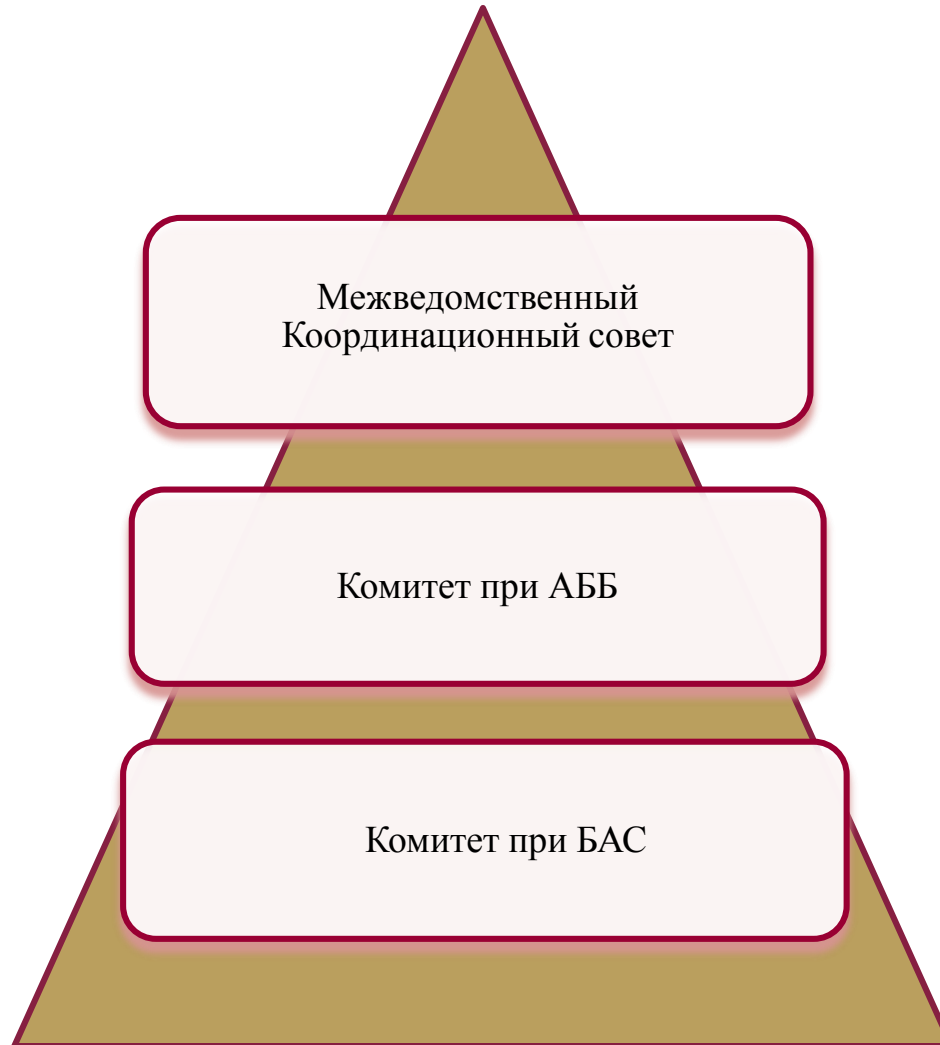 Межведомственный
Координационный совет
Комитет при АББ
Комитет при БАС